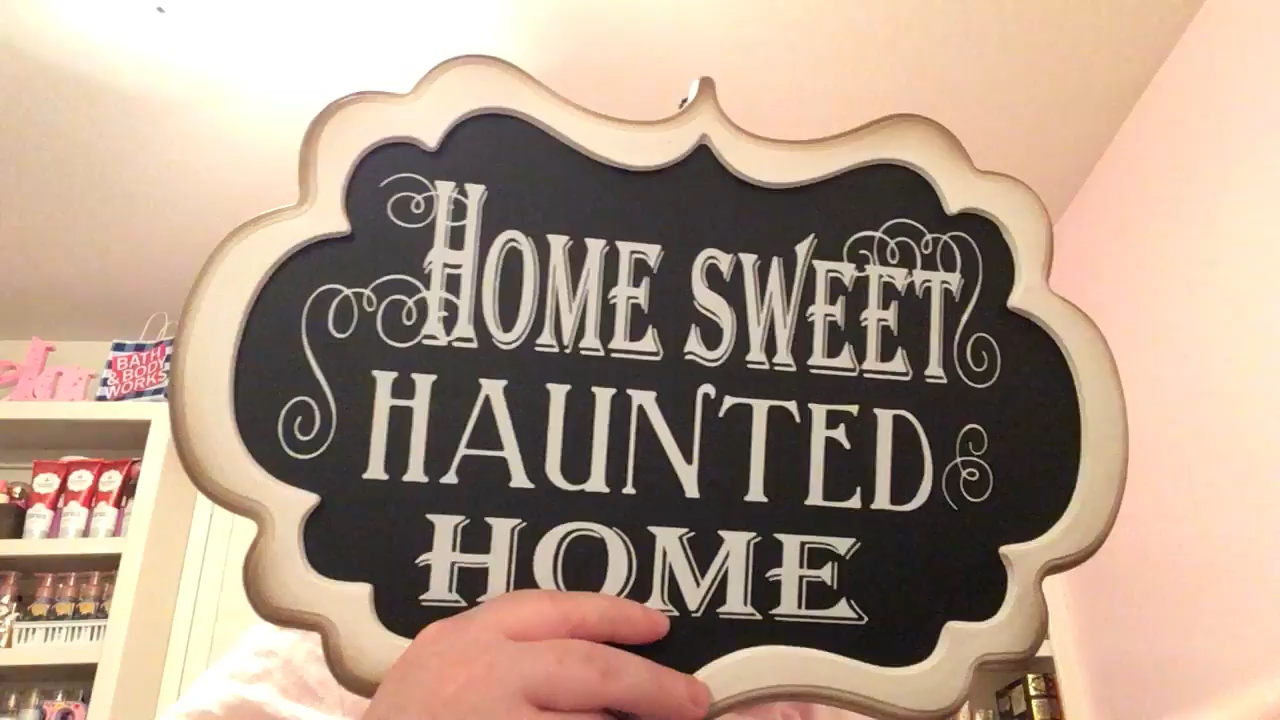 HOME SWEET
HAUNTED
HOME
BATH
& BODY
WORKS